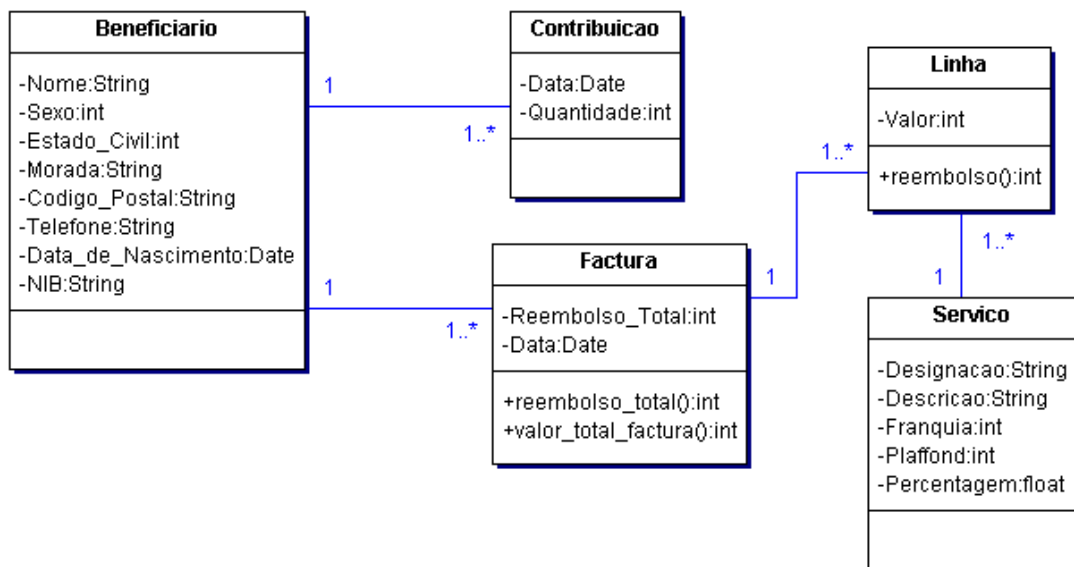 Beneficiario
-Nome:String
-Sexo:int
-Estado_Civil:int
-Morada:String
-Codigo_Postal:String
-Telefone:String
-Data_de_Nascimento:Date
-NIB:String
1
1..*
Contribuicao
-Data:Date
-Quantidade:int
1
1..*
Factura
-Reembolso_Total:int
-Data:Date
+reembolso_total():int
+valor_total_factura():int
1
1..*
Linha
-Valor:int
+reembolso():int
1..*
1
Servico
-Designacao:String
-Descricao:String
-Franquia:int
-Plaffond:int
-Percentagem:float